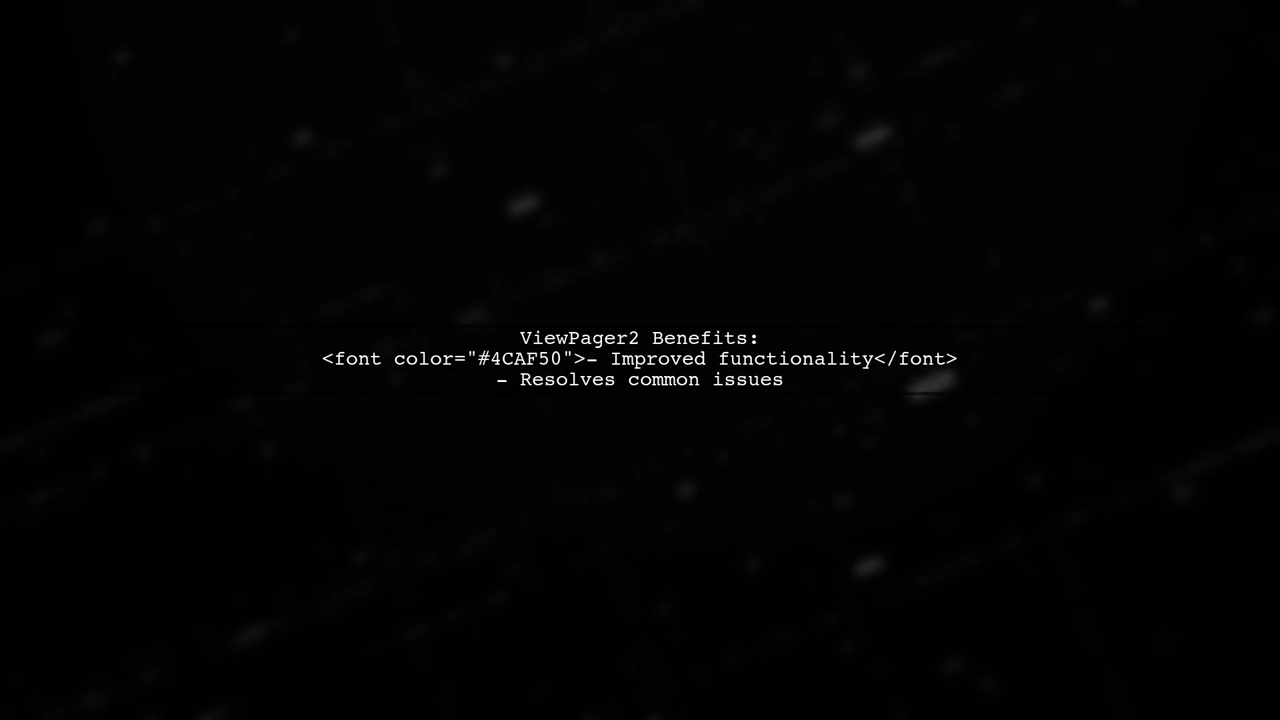 ViewPager2 Benefits:
<font color="#4CAF50">- Improved functionality</font>
- Resolves common issues